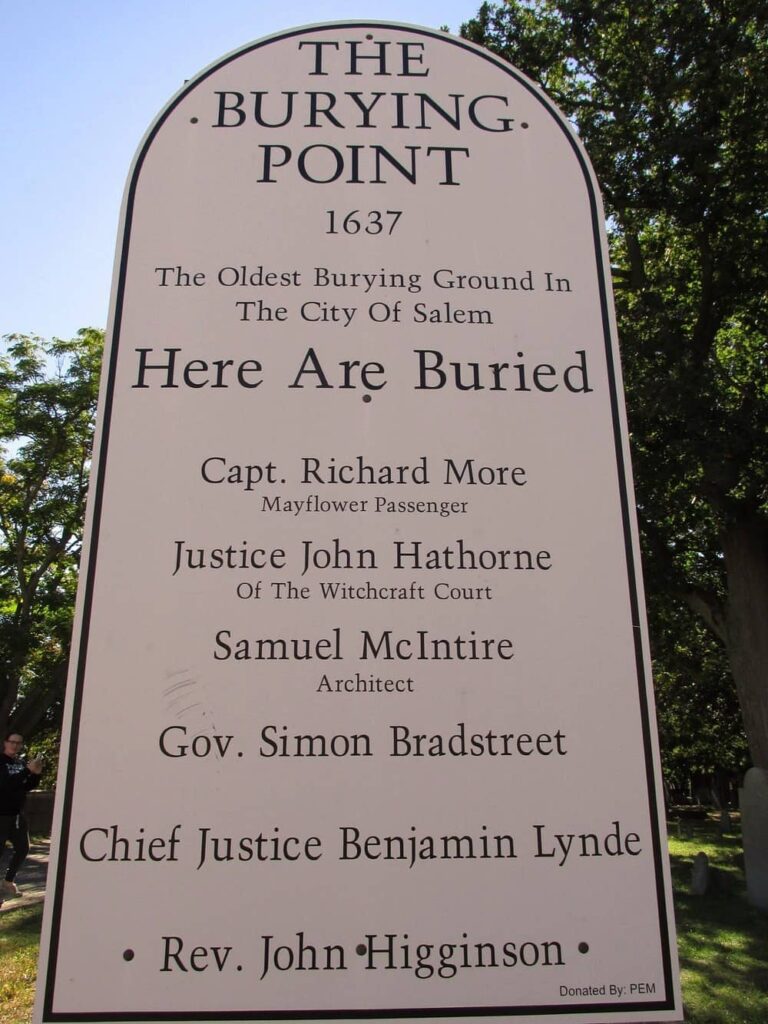 THE
BURYING
POINT
1637
The Oldest Burying Ground In
The City Of Salem
Here Are Buried
Capt. Richard More
Mayflower Passenger
Justice John Hathorne
Of The Witchcraft Court
Samuel McIntire
Architect
Gov. Simon Bradstreet
Chief Justice Benjamin Lynde
Rev. John Higginson
Donated By: PEM